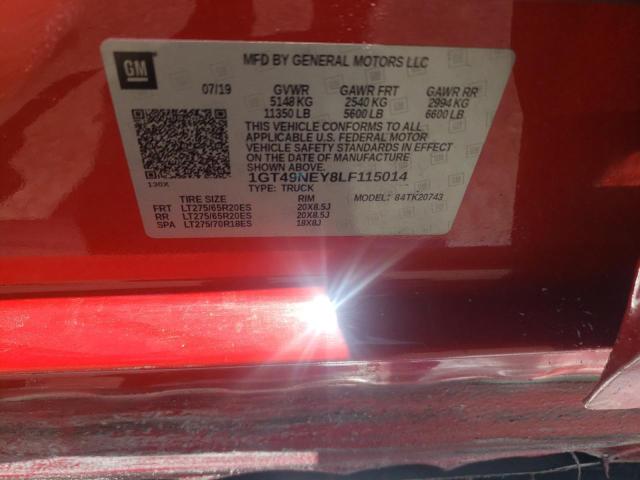 GM
MFD BY GENERAL MOTORS LLC
07/19 GVWR GAWR FRT GAWR RR
5148 KG 2540 KG 2994 KG
11350 LB 5600 LB 6600 LB
THIS VEHICLE CONFORMS TO ALL
APPLICABLE U.S. FEDERAL MOTOR
VEHICLE SAFETY STANDARDS IN EFFECT
ON THE DATE OF MANUFACTURE
SHOWN ABOVE.
1GT49NEY8LF115014
TYPE: TRUCK
MODEL: 84TK20743
130X
TIRE SIZE RIM
FRT LT275/65R20ES 20X8.5J
RR LT275/65R20ES 20X8.5J
SPA LT275/70R18ES 18X8J